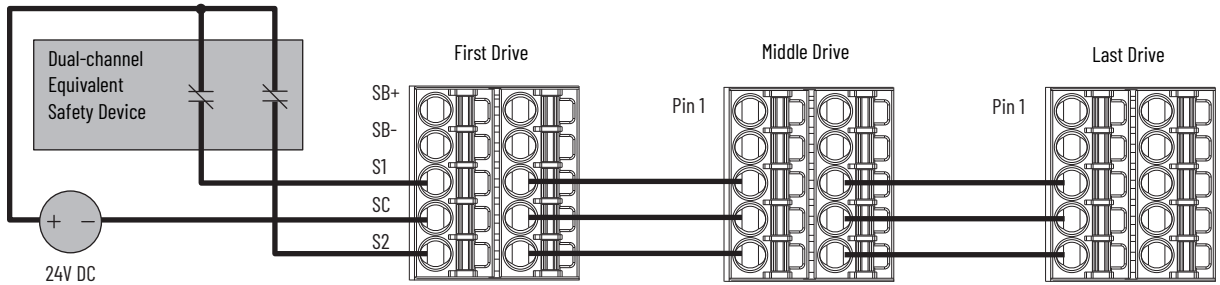 Dual-channel
Equivalent
Safety Device
First Drive
Middle Drive
Last Drive
SB+
SB-
S1
SC
S2
Pin 1
Pin 1
+ −
24V DC